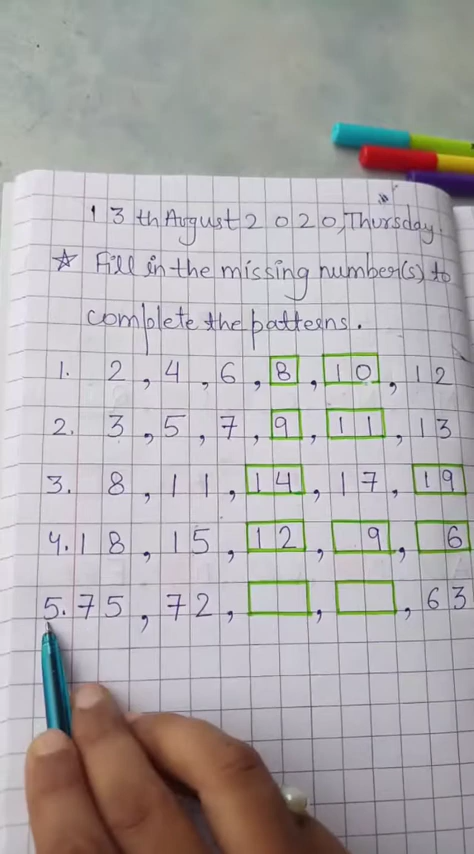 13th August 2020, Thursday.
☆ Fill in the missing number(s) to
complete the patterns.
1. 2, 4, 6, 8, 10, 12
2. 3, 5, 7, 9, 11, 13
3. 8, 11, 14, 17, 19
4. 18, 15, 12, 9, 6
5. 75, 72, , , 63